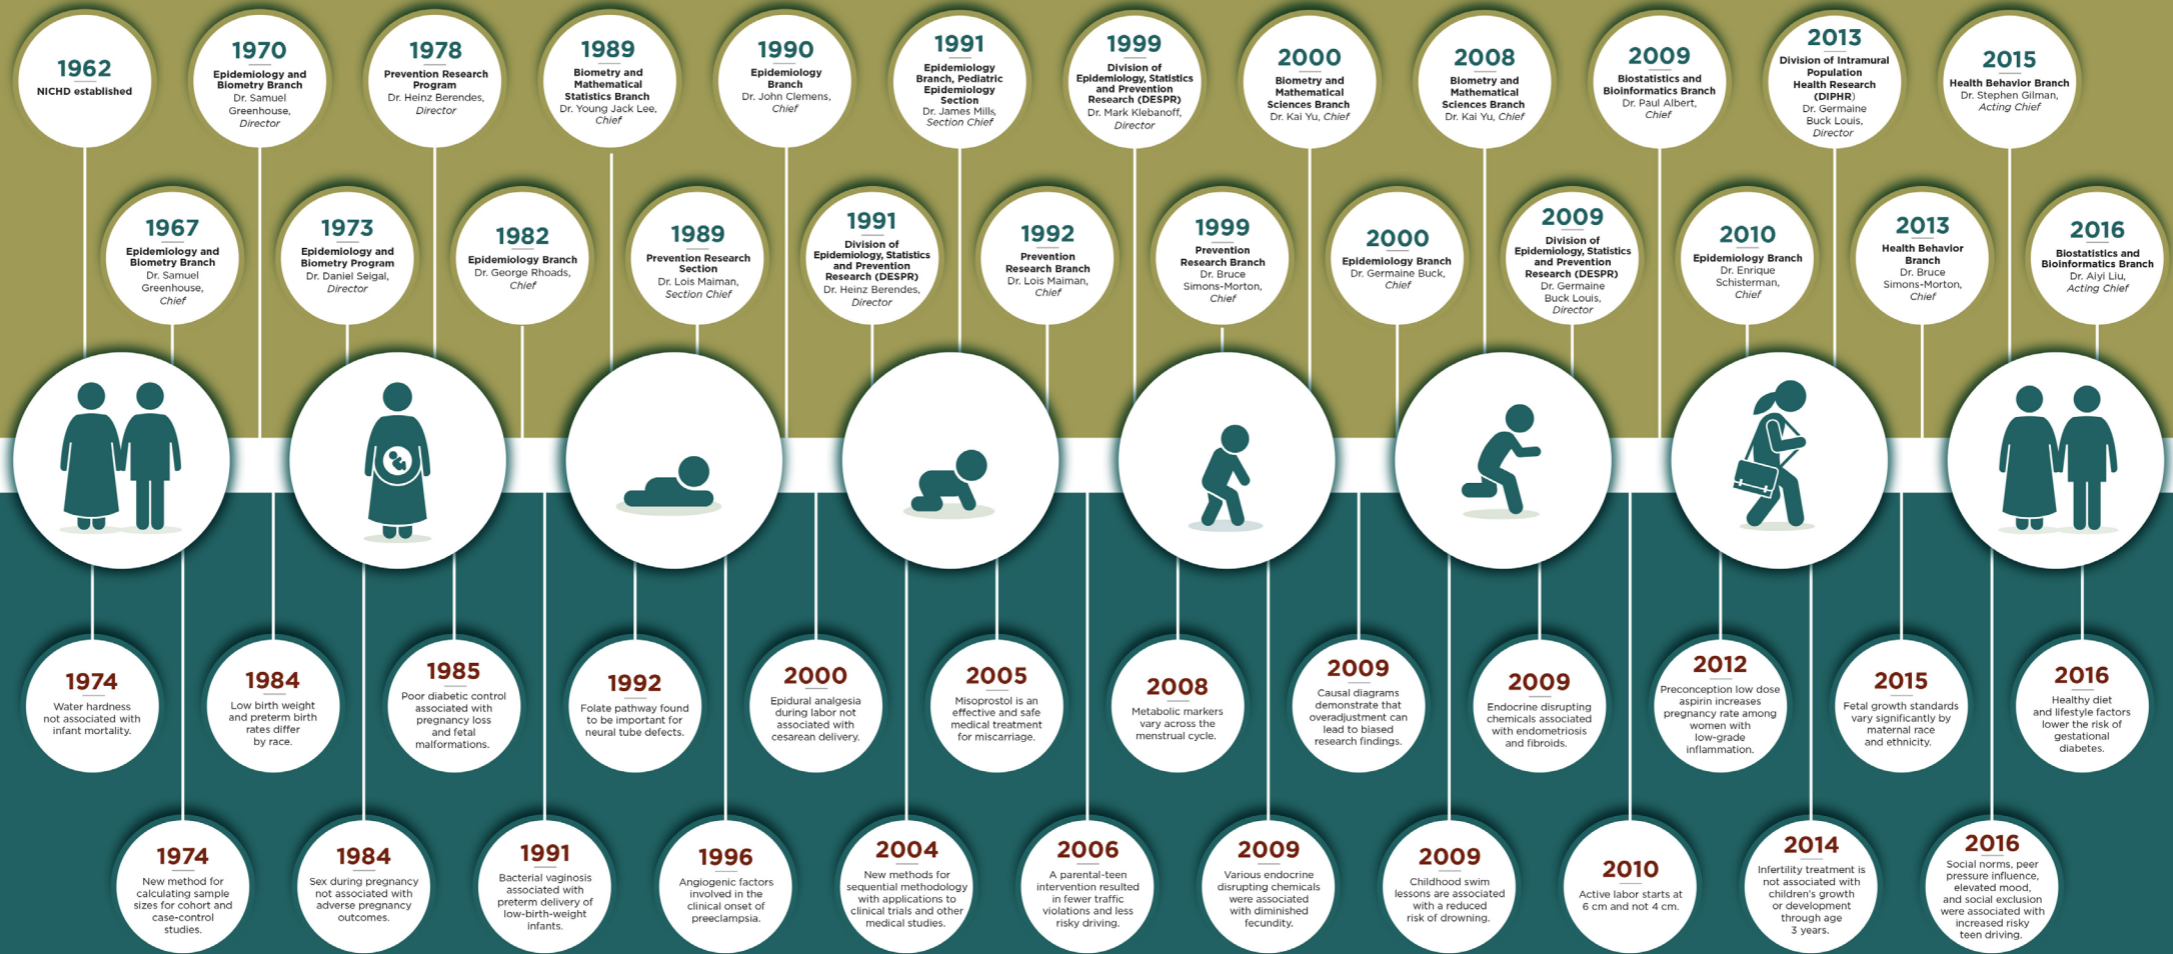 1962
NICHD established
1970
Epidemiology and
Biometry Branch
Dr. Samuel
Greenhouse,
Director
1978
Prevention Research
Program
Dr. Heinz Berendes,
Director
1989
Biometry and
Mathematical
Statistics Branch
Dr. Young Jack Lee,
Chief
1990
Epidemiology
Branch
Dr. John Clemens,
Chief
1991
Epidemiology
Branch, Pediatric
Epidemiology
Section
Dr. James Mills,
Section Chief
1999
Division of
Epidemiology, Statistics
and Prevention
Research (DESPR)
Dr. Mark Klebanoff,
Director
2000
Biometry and
Mathematical
Sciences Branch
Dr. Kai Yu, Chief
2008
Biometry and
Mathematical
Sciences Branch
Dr. Kai Yu, Chief
2009
Biostatistics and
Bioinformatics Branch
Dr. Paul Albert,
Chief
2013
Division of Intramural
Population
Health Research
(DIPHR)
Dr. Germaine
Buck Louis,
Director
2015
Health Behavior Branch
Dr. Stephen Gilman,
Acting Chief
1967
Epidemiology and
Biometry Branch
Dr. Samuel
Greenhouse,
Chief
1973
Epidemiology and
Biometry Program
Dr. Daniel Seigal,
Director
1982
Epidemiology Branch
Dr. George Rhoads,
Chief
1989
Prevention Research
Section
Dr. Lois Maiman,
Section Chief
1991
Division of
Epidemiology, Statistics
and Prevention
Research (DESPR)
Dr. Heinz Berendes,
Director
1992
Prevention
Research Branch
Dr. Lois Maiman,
Chief
1999
Prevention
Research Branch
Dr. Bruce
Simons-Morton,
Chief
2000
Epidemiology Branch
Dr. Germaine Buck,
Chief
2009
Division of
Epidemiology, Statistics
and Prevention
Research (DESPR)
Dr. Germaine
Buck Louis,
Director
2010
Epidemiology Branch
Dr. Enrique
Schisterman,
Chief
2013
Health Behavior
Branch
Dr. Bruce
Simons-Morton,
Chief
2016
Biostatistics and
Bioinformatics Branch
Dr. Aiyi Liu,
Acting Chief
1974
Water hardness
not associated with
infant mortality.
1984
Low birth weight
and preterm birth
rates differ
by race.
1985
Poor diabetic control
associated with
pregnancy loss
and fetal
malformations.
1992
Folate pathway found
to be important for
neural tube defects.
2000
Epidural analgesia
during labor not
associated with
cesarean delivery.
2005
Misoprostol is an
effective and safe
medical treatment
for miscarriage.
2008
Metabolic markers
vary across the
menstrual cycle.
2009
Causal diagrams
demonstrate that
overadjustment can
lead to biased
research findings.
2009
Endocrine disrupting
chemicals associated
with endometriosis
and fibroids.
2012
Preconception low dose
aspirin increases
pregnancy rate among
women with
low-grade
inflammation.
2015
Fetal growth standards
vary significantly by
maternal race
and ethnicity.
2016
Healthy diet
and lifestyle factors
lower the risk of
gestational
diabetes.
1974
New method for
calculating sample
sizes for cohort and
case-control
studies.
1984
Sex during pregnancy
not associated with
adverse pregnancy
outcomes.
1991
Bacterial vaginosis
associated with
preterm delivery of
low-birth-weight
infants.
1996
Angiogenic factors
involved in the
clinical onset of
preeclampsia.
2004
New methods for
sequential methodology
with applications to
clinical trials and other
medical studies.
2006
A parental-teen
intervention resulted
in fewer traffic
violations and less
risky driving.
2009
Various endocrine
disrupting chemicals
were associated
with diminished
fecundity.
2009
Childhood swim
lessons are associated
with a reduced
risk of drowning.
2010
Active labor starts at
6 cm and not 4 cm.
2014
Infertility treatment is
not associated with
children's growth
or development
through age
3 years.
2016
Social norms, peer
pressure influence,
elevated mood,
and social exclusion
were associated with
increased risky
teen driving.